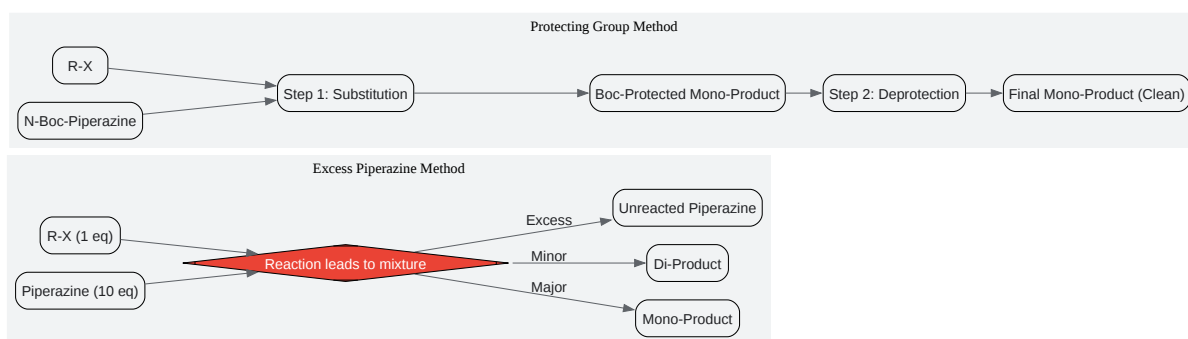 Protecting Group Method
R-X
N-Boc-Piperazine
Step 1: Substitution
Boc-Protected Mono-Product
Step 2: Deprotection
Final Mono-Product (Clean)
Excess Piperazine Method
R-X (1 eq)
Piperazine (10 eq)
Reaction leads to mixture
Excess
Minor
Major
Unreacted Piperazine
Di-Product
Mono-Product